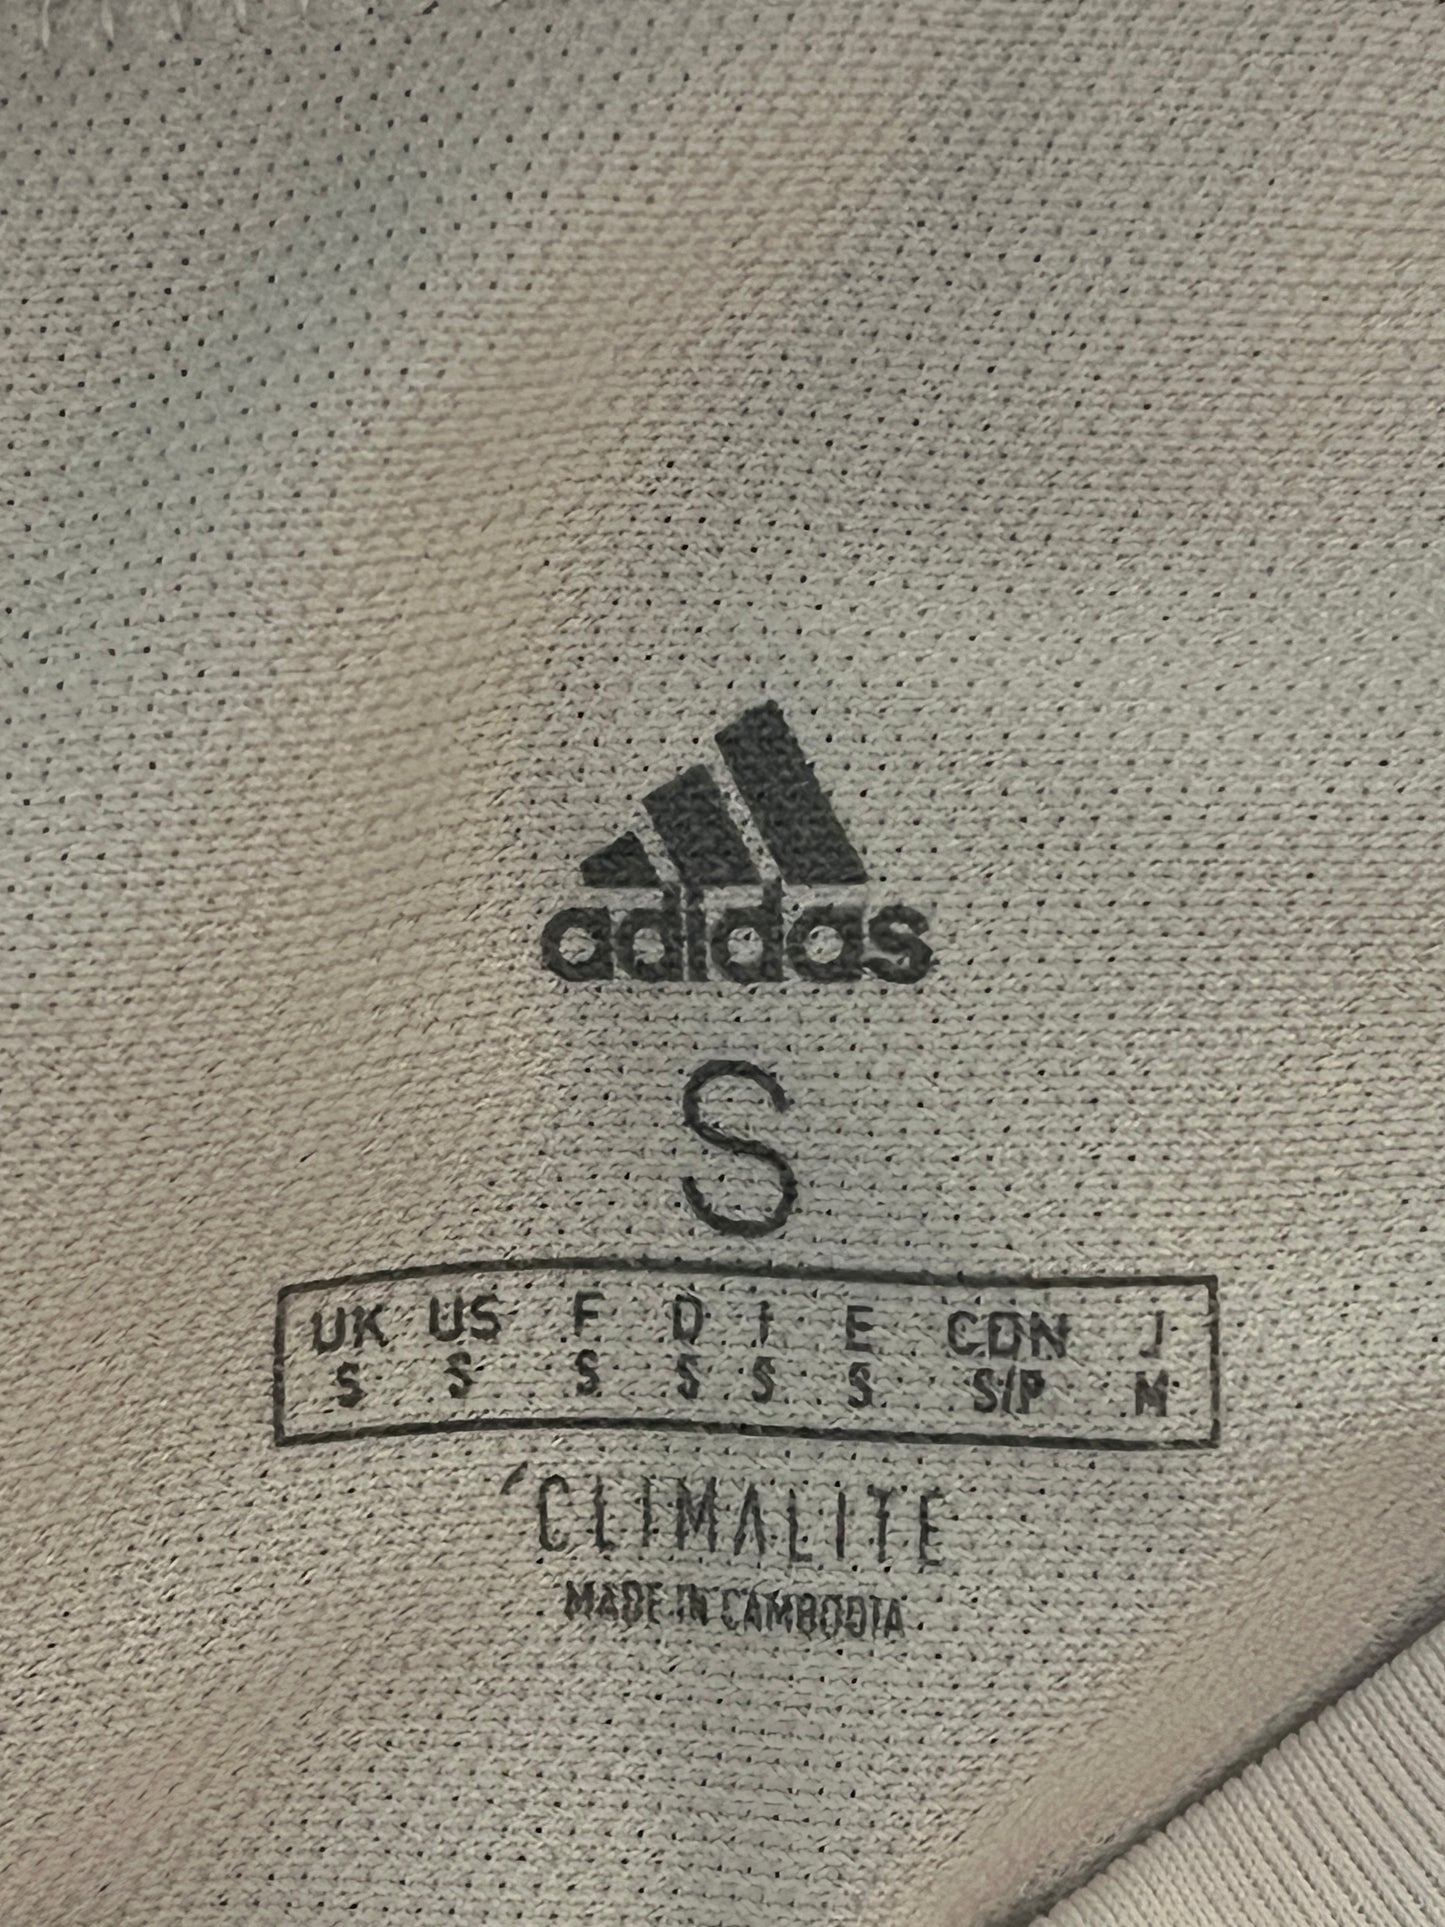 adidas
S
UK US F D I E CDN J
S S S S S S S/P M
CLIMALITE
MADE IN CAMBODIA